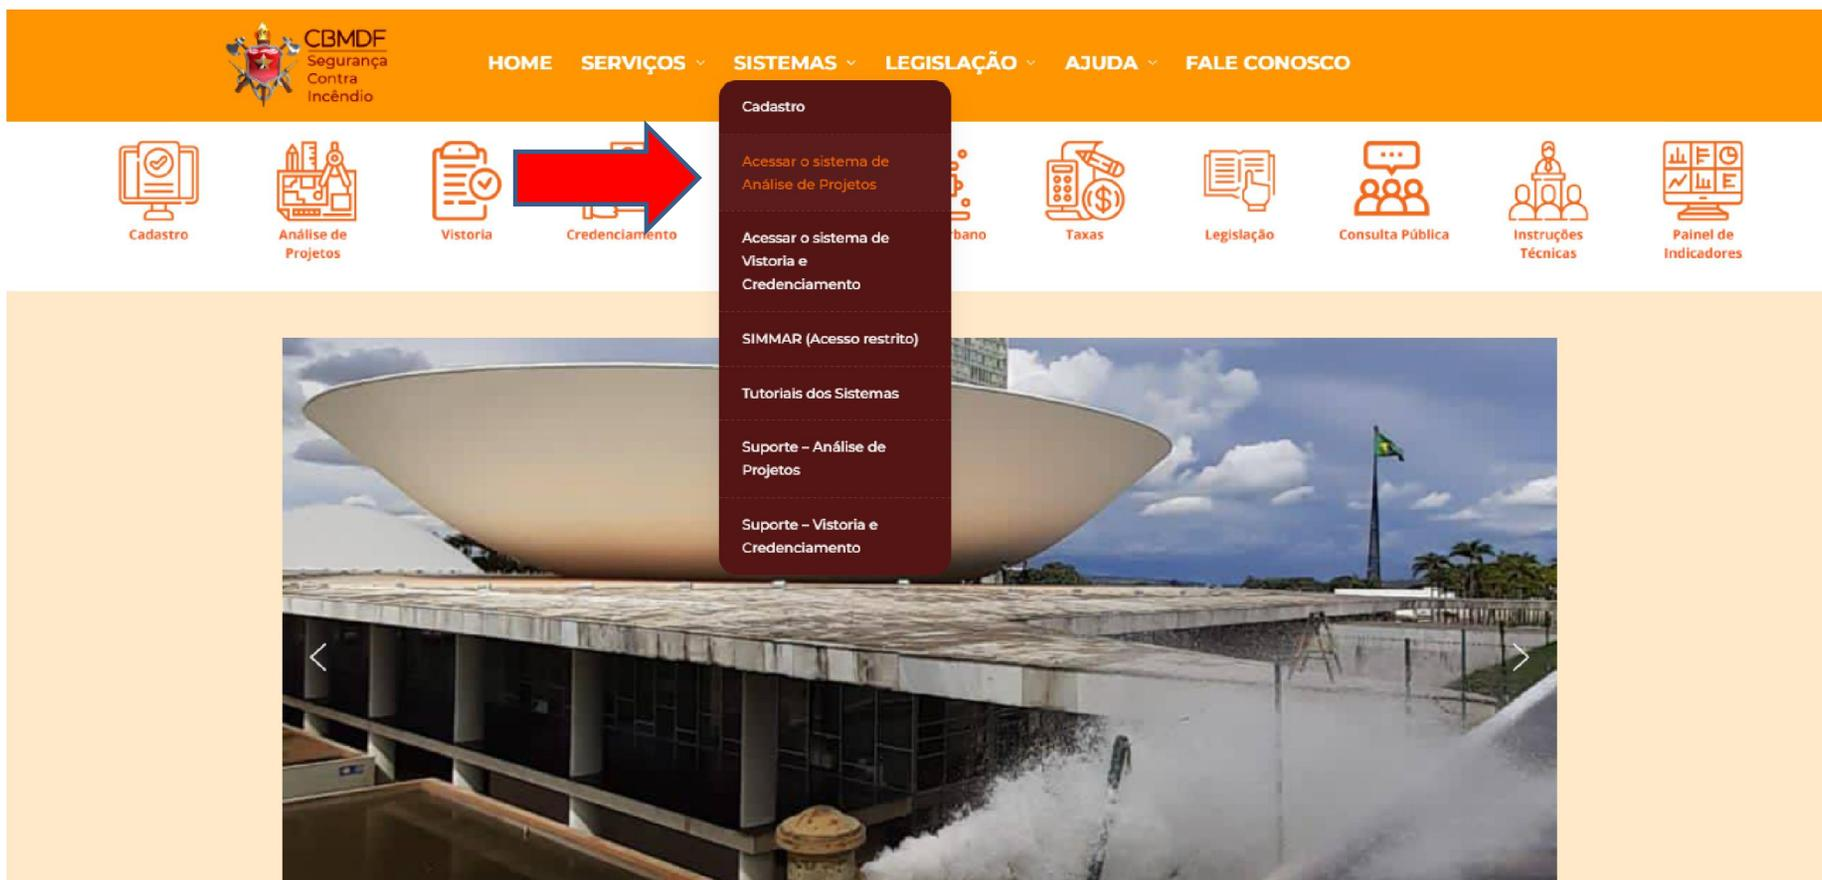 CBMDF
Segurança
Contra
Incêndio
HOME SERVIÇOS SISTEMAS LEGISLAÇÃO AJUDA FALE CONOSCO
Cadastro
Acessar o sistema de
Análise de Projetos
Acessar o sistema de
Vistoria e
Credenciamento
SIMMAR (Acesso restrito)
Tutoriais dos Sistemas
Suporte – Análise de
Projetos
Suporte – Vistoria e
Credenciamento
Cadastro
Análise de
Projetos
Vistoria
Credenciamento
Taxas
Legislação
Consulta Pública
Instruções
Técnicas
Painel de
Indicadores